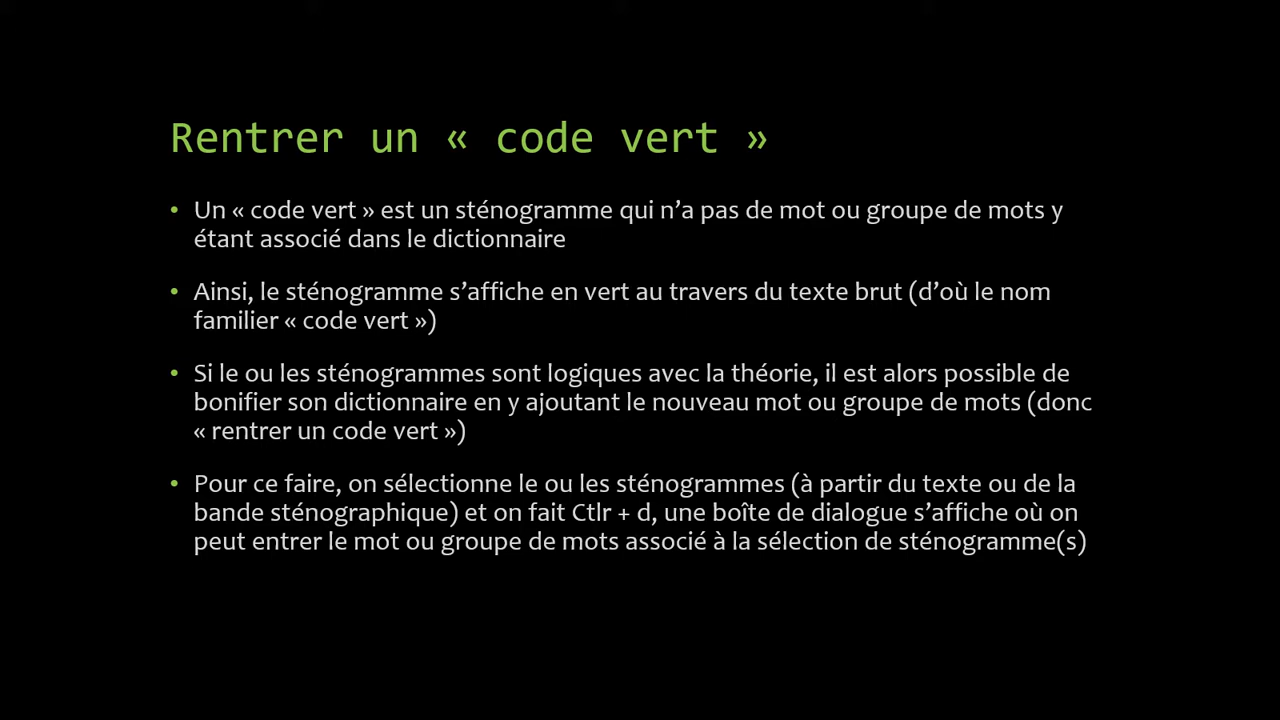 Rentrer un « code vert »
• Un « code vert » est un sténogramme qui n’a pas de mot ou groupe de mots y
étant associé dans le dictionnaire
• Ainsi, le sténogramme s’affiche en vert au travers du texte brut (d’où le nom
familier « code vert »)
• Si le ou les sténogrammes sont logiques avec la théorie, il est alors possible de
bonifier son dictionnaire en y ajoutant le nouveau mot ou groupe de mots (donc
« rentrer un code vert »)
• Pour ce faire, on sélectionne le ou les sténogrammes (à partir du texte ou de la
bande sténographique) et on fait Ctlr + d, une boîte de dialogue s’affiche où on
peut entrer le mot ou groupe de mots associé à la sélection de sténogramme(s)